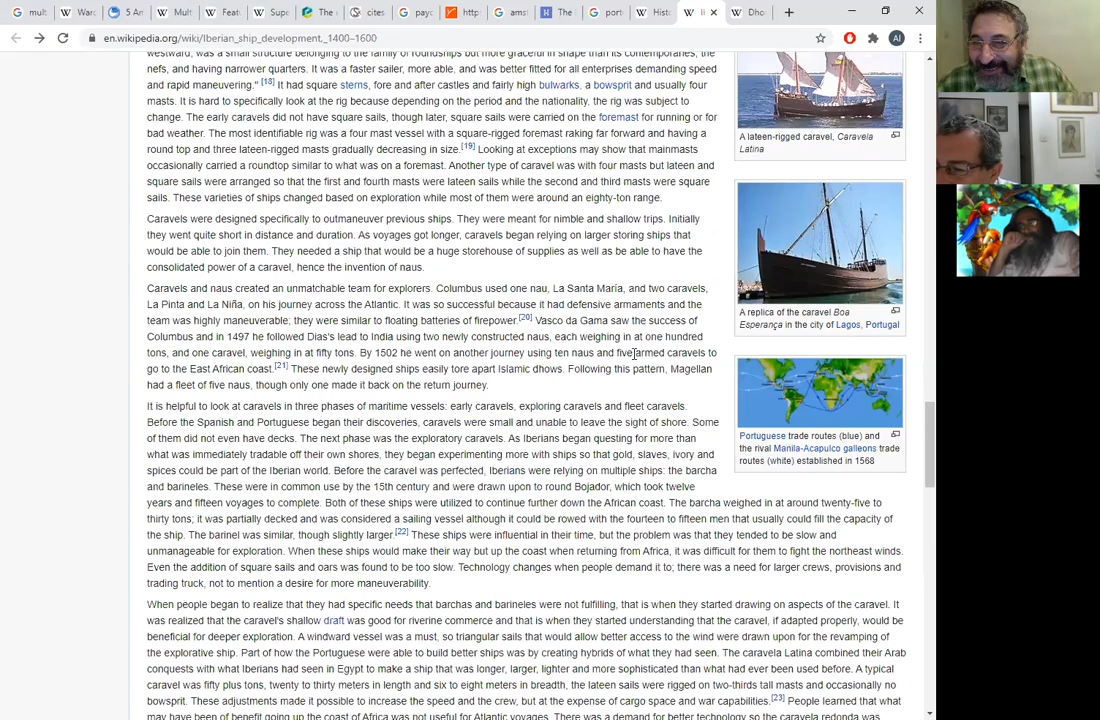 mult
Ward
5 An
Mult
Feat
Supe
The
cites
payc
http
ams
The
port
Hist
li
Dho
en.wikipedia.org/wiki/Iberian_ship_development,_1400–1600
AI
westward, was a small structure belonging to the family of roundships but more graceful in shape than its contemporaries, the
nefs, and having narrower quarters. It was a faster sailer, more able, and was better fitted for all enterprises demanding speed
and rapid maneuvering." [18] It had square sterns, fore and after castles and fairly high bulwarks, a bowsprit and usually four
masts. It is hard to specifically look at the rig because depending on the period and the nationality, the rig was subject to
change. The early caravels did not have square sails, though later, square sails were carried on the foremast for running or for
bad weather. The most identifiable rig was a four mast vessel with a square-rigged foremast raking far forward and having a
round top and three lateen-rigged masts gradually decreasing in size.[19] Looking at exceptions may show that mainmasts
occasionally carried a roundtop similar to what was on a foremast. Another type of caravel was with four masts but lateen and
square sails were arranged so that the first and fourth masts were lateen sails while the second and third masts were square
sails. These varieties of ships changed based on exploration while most of them were around an eighty-ton range.
Caravels were designed specifically to outmaneuver previous ships. They were meant for nimble and shallow trips. Initially
they went quite short in distance and duration. As voyages got longer, caravels began relying on larger storing ships that
would be able to join them. They needed a ship that would be a huge storehouse of supplies as well as be able to have the
consolidated power of a caravel, hence the invention of naus.
Caravels and naus created an unmatchable team for explorers. Columbus used one nau, La Santa María, and two caravels,
La Pinta and La Niña, on his journey across the Atlantic. It was so successful because it had defensive armaments and the
team was highly maneuverable; they were similar to floating batteries of firepower.[20] Vasco da Gama saw the success of
Columbus and in 1497 he followed Dias's lead to India using two newly constructed naus, each weighing in at one hundred
tons, and one caravel, weighing in at fifty tons. By 1502 he went on another journey using ten naus and five armed caravels to
go to the East African coast.[21] These newly designed ships easily tore apart Islamic dhows. Following this pattern, Magellan
had a fleet of five naus, though only one made it back on the return journey.
It is helpful to look at caravels in three phases of maritime vessels: early caravels, exploring caravels and fleet caravels.
Before the Spanish and Portuguese began their discoveries, caravels were small and unable to leave the sight of shore. Some
of them did not even have decks. The next phase was the exploratory caravels. As Iberians began questing for more than
what was immediately tradable off their own shores, they began experimenting more with ships so that gold, slaves, ivory and
spices could be part of the Iberian world. Before the caravel was perfected, Iberians were relying on multiple ships: the barcha
and barineles. These were in common use by the 15th century and were drawn upon to round Bojador, which took twelve
years and fifteen voyages to complete. Both of these ships were utilized to continue further down the African coast. The barcha weighed in at around twenty-five to
thirty tons; it was partially decked and was considered a sailing vessel although it could be rowed with the fourteen to fifteen men that usually could fill the capacity of
the ship. The barinel was similar, though slightly larger.[22] These ships were influential in their time, but the problem was that they tended to be slow and
unmanageable for exploration. When these ships would make their way but up the coast when returning from Africa, it was difficult for them to fight the northeast winds.
Even the addition of square sails and oars was found to be too slow. Technology changes when people demand it to; there was a need for larger crews, provisions and
trading truck, not to mention a desire for more maneuverability.
When people began to realize that they had specific needs that barchas and barineles were not fulfilling, that is when they started drawing on aspects of the caravel. It
was realized that the caravel's shallow draft was good for riverine commerce and that is when they started understanding that the caravel, if adapted properly, would be
beneficial for deeper exploration. A windward vessel was a must, so triangular sails that would allow better access to the wind were drawn upon for the revamping of
the explorative ship. Part of how the Portuguese were able to build better ships was by creating hybrids of what they had seen. The caravela Latina combined their Arab
conquests with what Iberians had seen in Egypt to make a ship that was longer, larger, lighter and more sophisticated than what had ever been used before. A typical
caravel was fifty plus tons, twenty to thirty meters in length and six to eight meters in breadth, the lateen sails were rigged on two-thirds tall masts and occasionally no
bowsprit. These adjustments made it possible to increase the speed and the crew, but at the expense of cargo space and war capabilities.[23] People learned that what
may have been of benefit going up the coast of Africa was not useful for Atlantic voyages. There was a demand for better technology so the caravela redonda was
A lateen-rigged caravel, Caravela
Latina
A replica of the caravel Boa
Esperança in the city of Lagos, Portugal
Portuguese trade routes (blue) and
the rival Manila-Acapulco galleons trade
routes (white) established in 1568